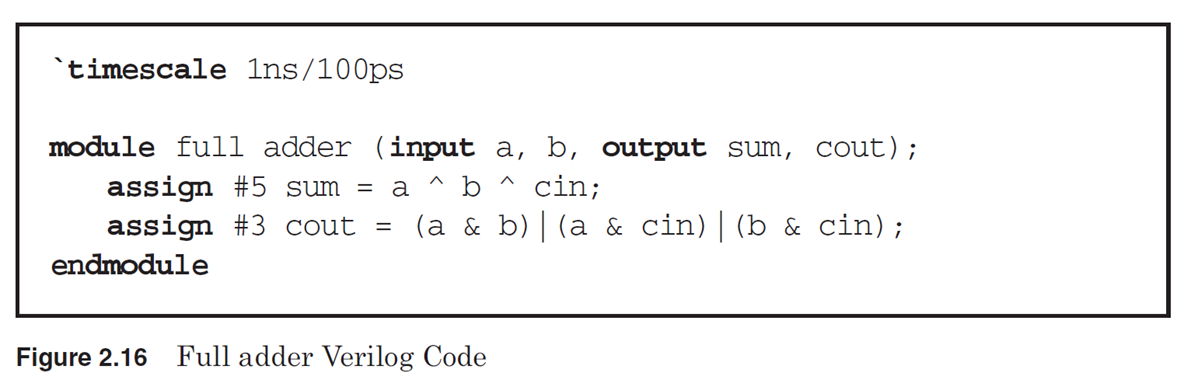 `timescale 1ns/100ps
module full adder (input a, b, output sum, cout);
assign #5 sum = a ^ b ^ cin;
assign #3 cout = (a & b)|(a & cin)|(b & cin);
endmodule
Figure 2.16 Full adder Verilog Code